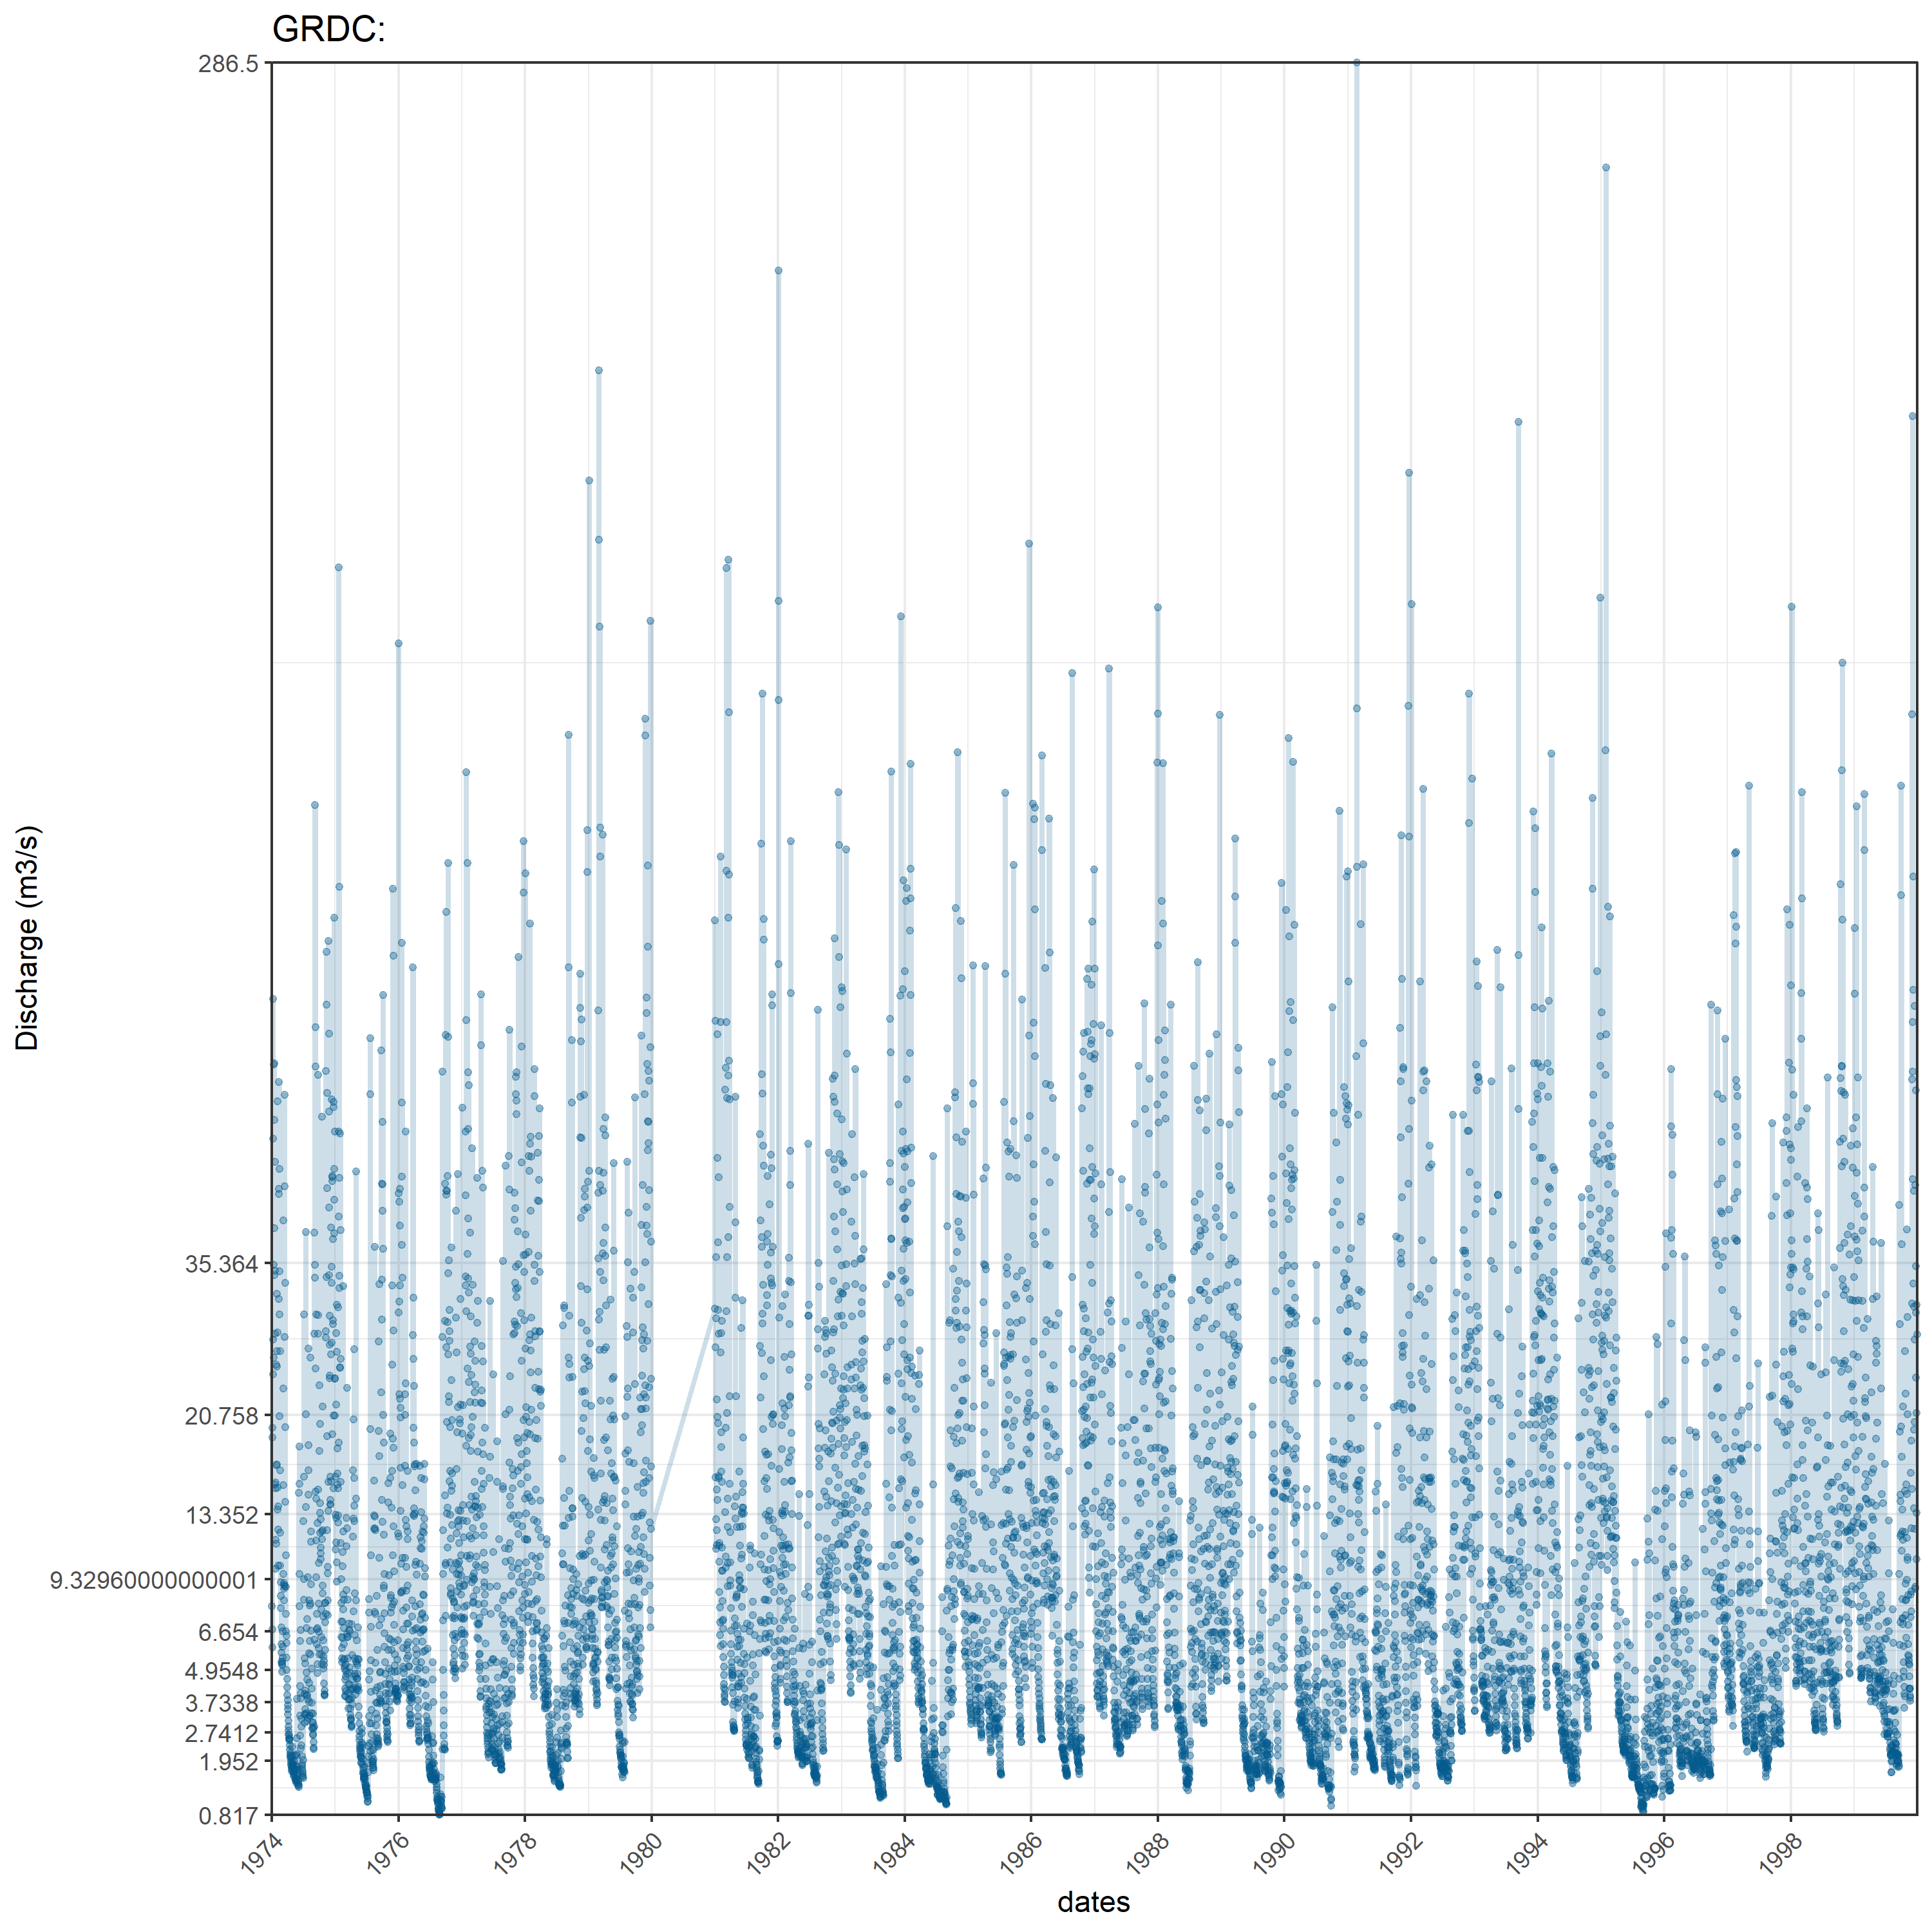 GRDC:
286.5
35.364
20.758
13.352
9.32960000000001
6.654
4.9548
3.7338
2.7412
1.952
0.817
Discharge (m3/s)
1974 1976 1978 1980 1982 1984 1986 1988 1990 1992 1994 1996 1998
dates